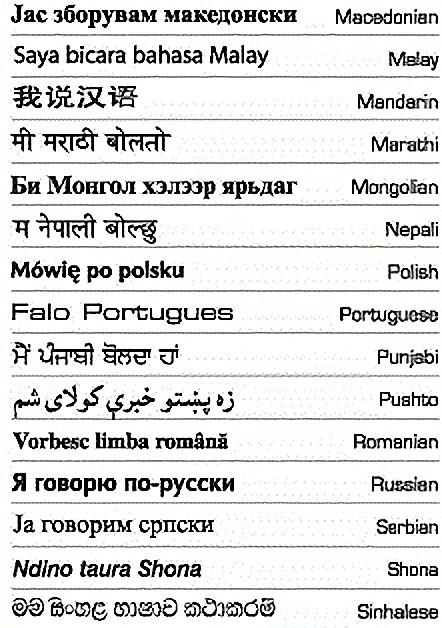 Јас зборувам македонски Macedonian
Saya bicara bahasa Malay Malay
我说汉语 Mandarin
मी मराठी बोलतो Marathi
Би Монгол хэлээр ярьдаг Mongolian
म नेपाली बोल्छु Nepali
Mówię po polsku Polish
Falo Portugues Portuguese
ਮੈਂ ਪੰਜਾਬੀ ਬੋਲਦਾ ਹਾਂ Punjabi
زه پښتو خبرې کولای شم Pushto
Vorbesc limba română Romanian
Я говорю по-русски Russian
Ја говорим српски Serbian
Ndino taura Shona Shona
මම සිංහළ භාෂාව කථාකරමි Sinhalese